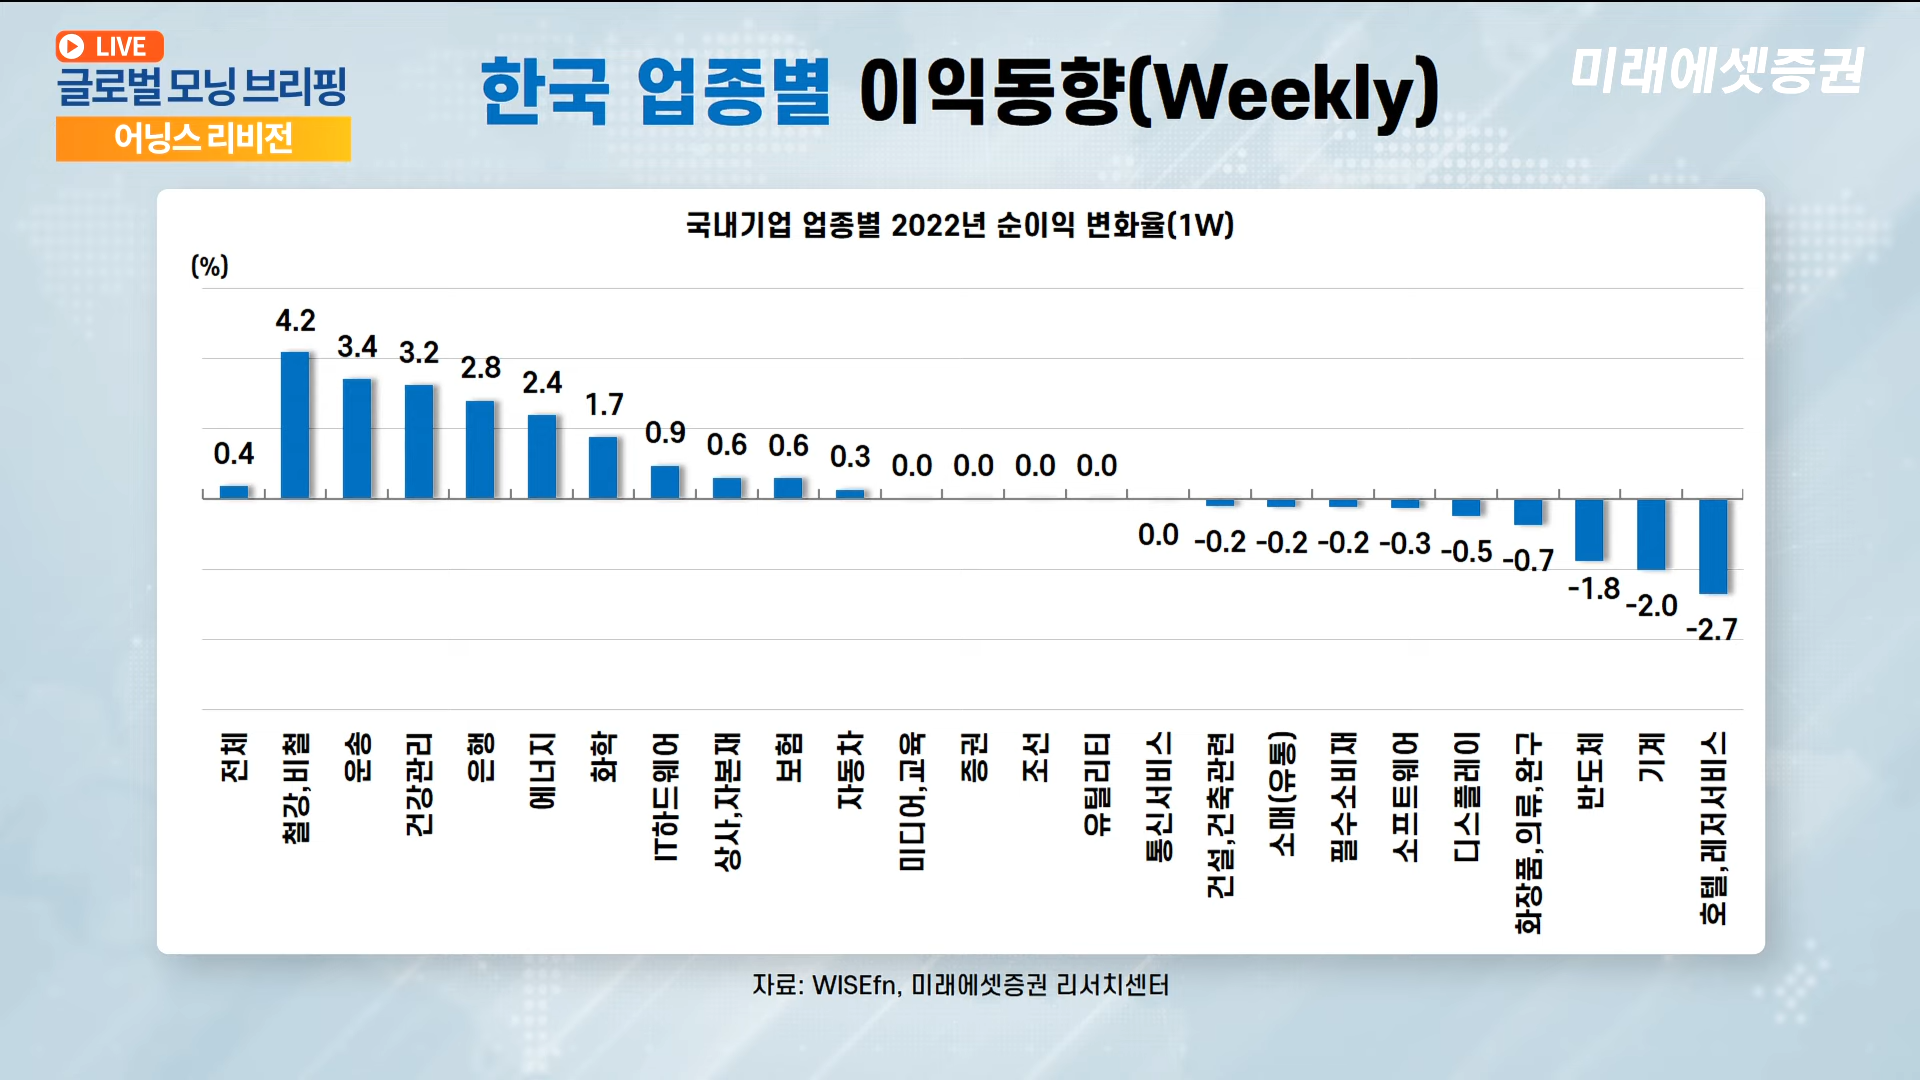 LIVE
글로벌 모닝 브리핑
어닝스 리비전
한국 업종별 이익동향(Weekly)
미래에셋증권
국내기업 업종별 2022년 순이익 변화율(1W)
(%)
0.4
4.2
3.4
3.2
2.8
2.4
1.7
0.9
0.6
0.6
0.3
0.0
0.0
0.0
0.0
0.0
-0.2
-0.2
-0.2
-0.3
-0.5
-0.7
-1.8
-2.0
-2.7
전체
철강,비철
운송
건강관리
은행
에너지
화학
IT하드웨어
상사,자본재
보험
자동차
미디어,교육
증권
조선
유틸리티
통신서비스
건설,건축관련
소매(유통)
필수소비재
소프트웨어
디스플레이
화장품,의류,완구
반도체
기계
호텔,레저서비스
자료: WISEfn, 미래에셋증권 리서치센터